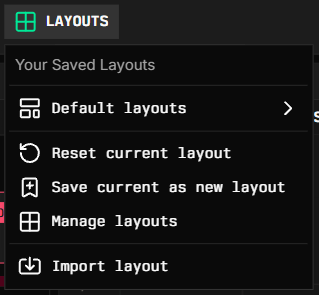 LAYOUTS
Your Saved Layouts
Default layouts
Reset current layout
Save current as new layout
Manage layouts
Import layout